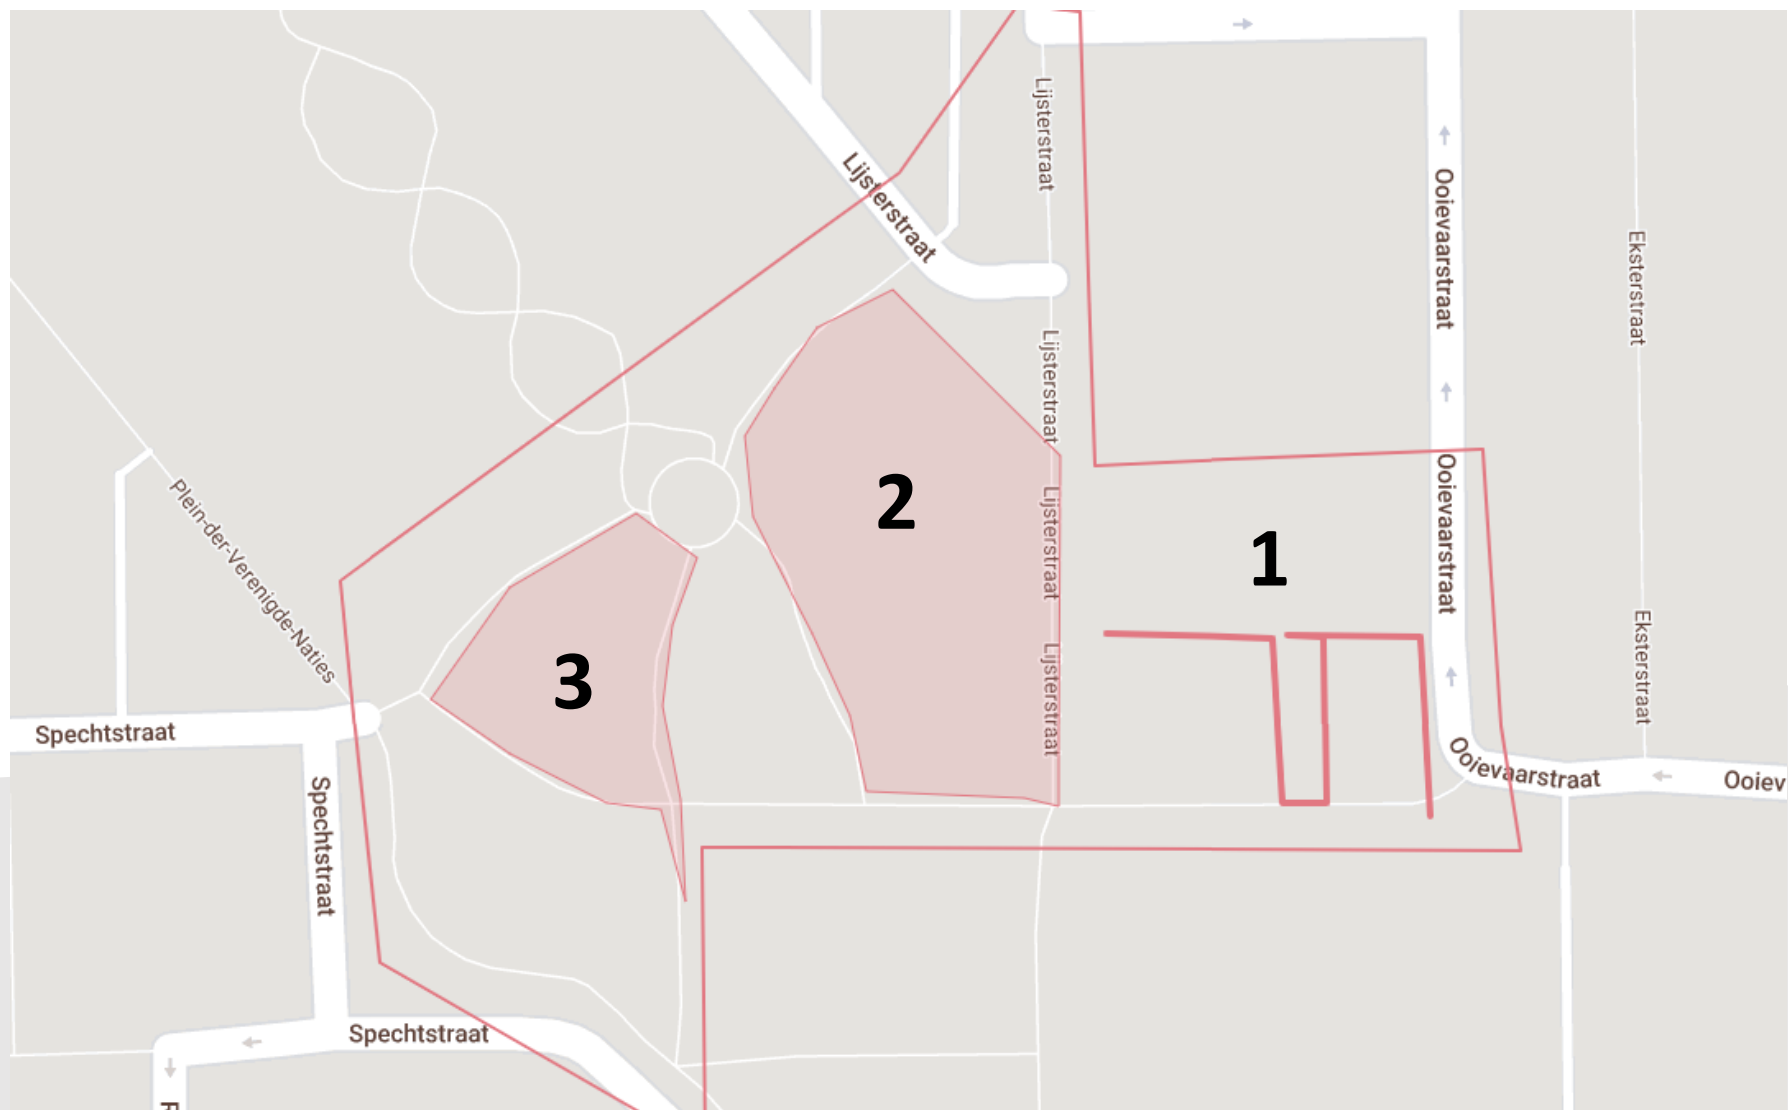 Lijsterstraat
Lijsterstraat
Ooievaarstraat
Eksterstraat
Lijsterstraat
Ooievaarstraat
2
Lijsterstraat
Plein-der-Verenigde-Naties
1
Lijsterstraat
3
Eksterstraat
Spechtstraat
Ooievaarstraat
Ooiev
Spechtstraat
Spechtstraat